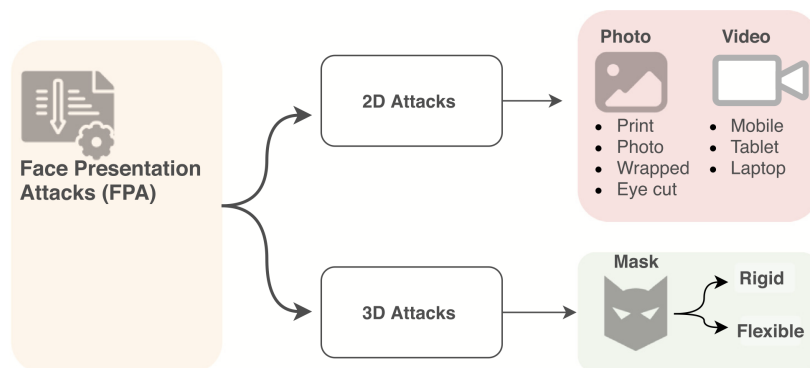 Face Presentation
Attacks (FPA)
2D Attacks
Photo
Print
Photo
Wrapped
Eye cut
Video
Mobile
Tablet
Laptop
3D Attacks
Mask
Rigid
Flexible